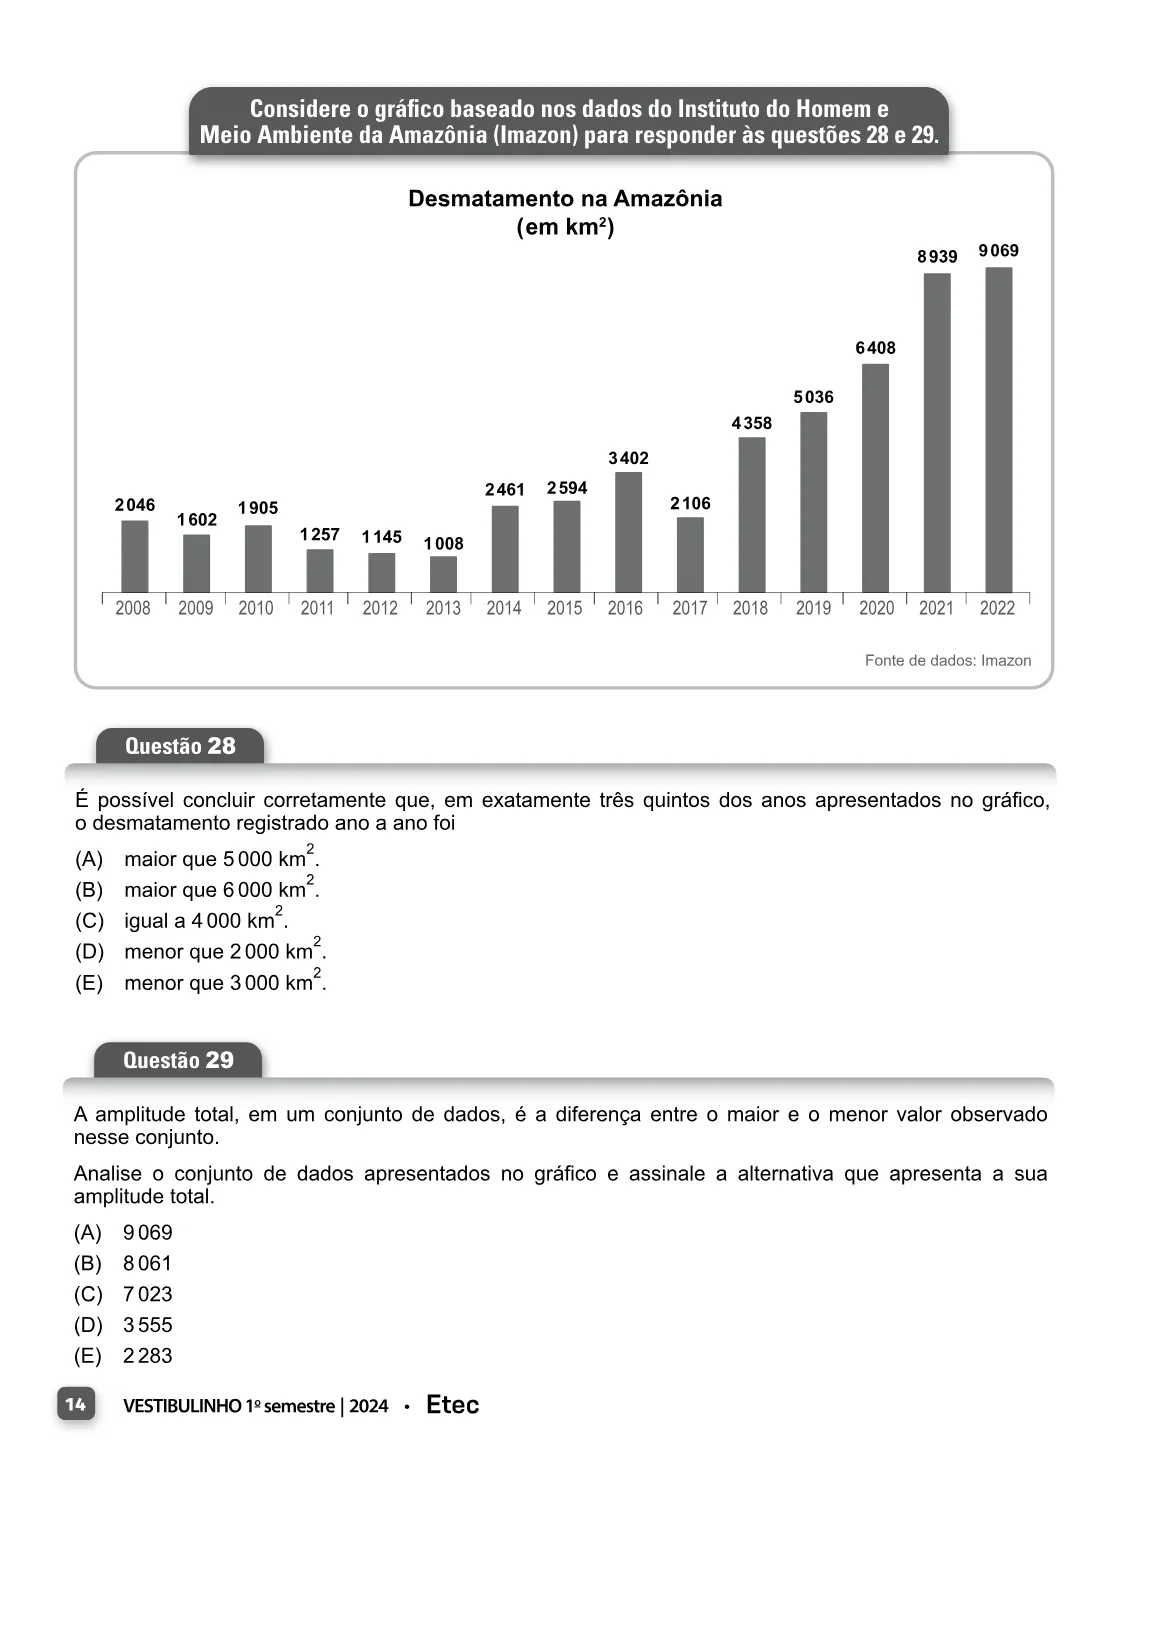 Considere o gráfico baseado nos dados do Instituto do Homem e
Meio Ambiente da Amazônia (Imazon) para responder às questões 28 e 29.
Desmatamento na Amazônia
(em km²)
2 046
1 602
1 905
1 257
1 145
1 008
2 461
2 594
3 402
2 106
4 358
5 036
6 408
8 939
9 069
2008 2009 2010 2011 2012 2013 2014 2015 2016 2017 2018 2019 2020 2021 2022
Fonte de dados: Imazon
Questão 28
É possível concluir corretamente que, em exatamente três quintos dos anos apresentados no gráfico,
o desmatamento registrado ano a ano foi
(A) maior que 5 000 km².
(B) maior que 6 000 km².
(C) igual a 4 000 km².
(D) menor que 2 000 km².
(E) menor que 3 000 km².
Questão 29
A amplitude total, em um conjunto de dados, é a diferença entre o maior e o menor valor observado
nesse conjunto.
Analise o conjunto de dados apresentados no gráfico e assinale a alternativa que apresenta a sua
amplitude total.
(A) 9 069
(B) 8 061
(C) 7 023
(D) 3 555
(E) 2 283
14 VESTIBULINHO 1º semestre | 2024 • Etec